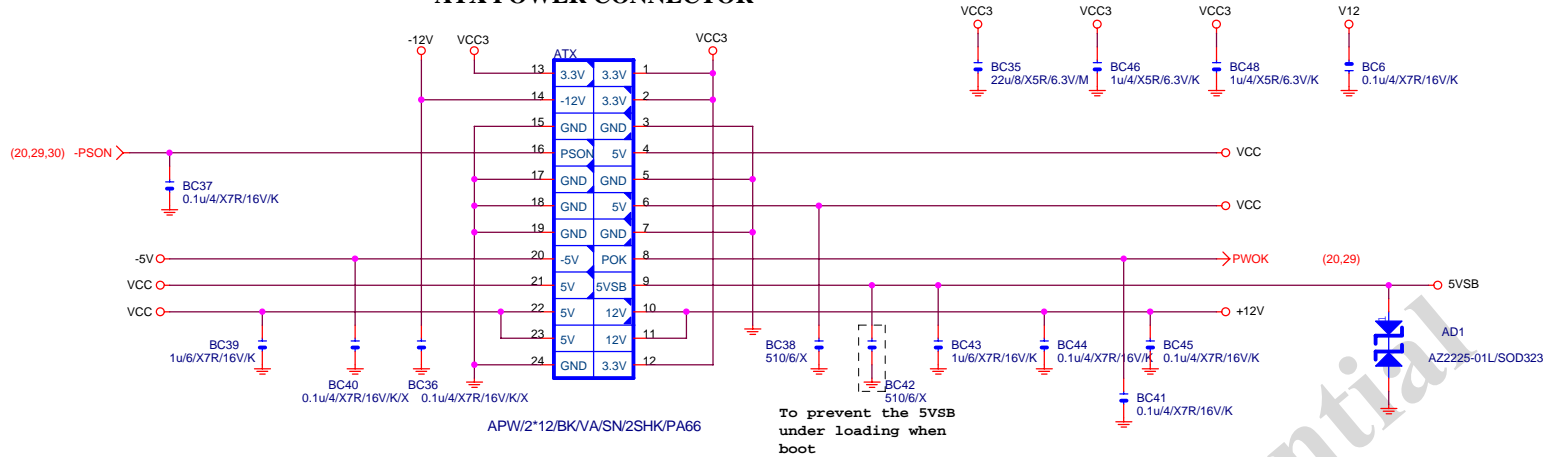 ATX POWER CONNECTOR
-12V
VCC3
VCC3
VCC3
VCC3
VCC3
V12
ATX
BC35
22u/8/X5R/6.3V/M
BC46
1u/4/X5R/6.3V/K
BC48
1u/4/X5R/6.3V/K
BC6
0.1u/4/X7R/16V/K
13 3.3V 3.3V 1
14 -12V 3.3V 2
15 GND GND 3
(20,29,30) -PSON
16 PSON 5V 4
VCC
17 GND GND 5
18 GND 5V 6
VCC
19 GND GND 7
BC37
0.1u/4/X7R/16V/K
-5V
20 -5V POK 8
PWOK (20,29)
VCC
21 5V 5VSB 9
5VSB
VCC
22 5V 12V 10
+12V
23 5V 12V 11
24 GND 3.3V 12
BC39
1u/6/X7R/16V/K
BC40
0.1u/4/X7R/16V/K/X
BC36
0.1u/4/X7R/16V/K/X
BC38
510/6/X
BC42
510/6/X
BC43
1u/6/X7R/16V/K
BC44
0.1u/4/X7R/16V/K
BC45
0.1u/4/X7R/16V/K
1
AD1
AZ2225-01L/SOD323
BC41
0.1u/4/X7R/16V/K
APW/2*12/BK/VA/SN/2SHK/PA66
To prevent the 5VSB
under loading when
boot
ential